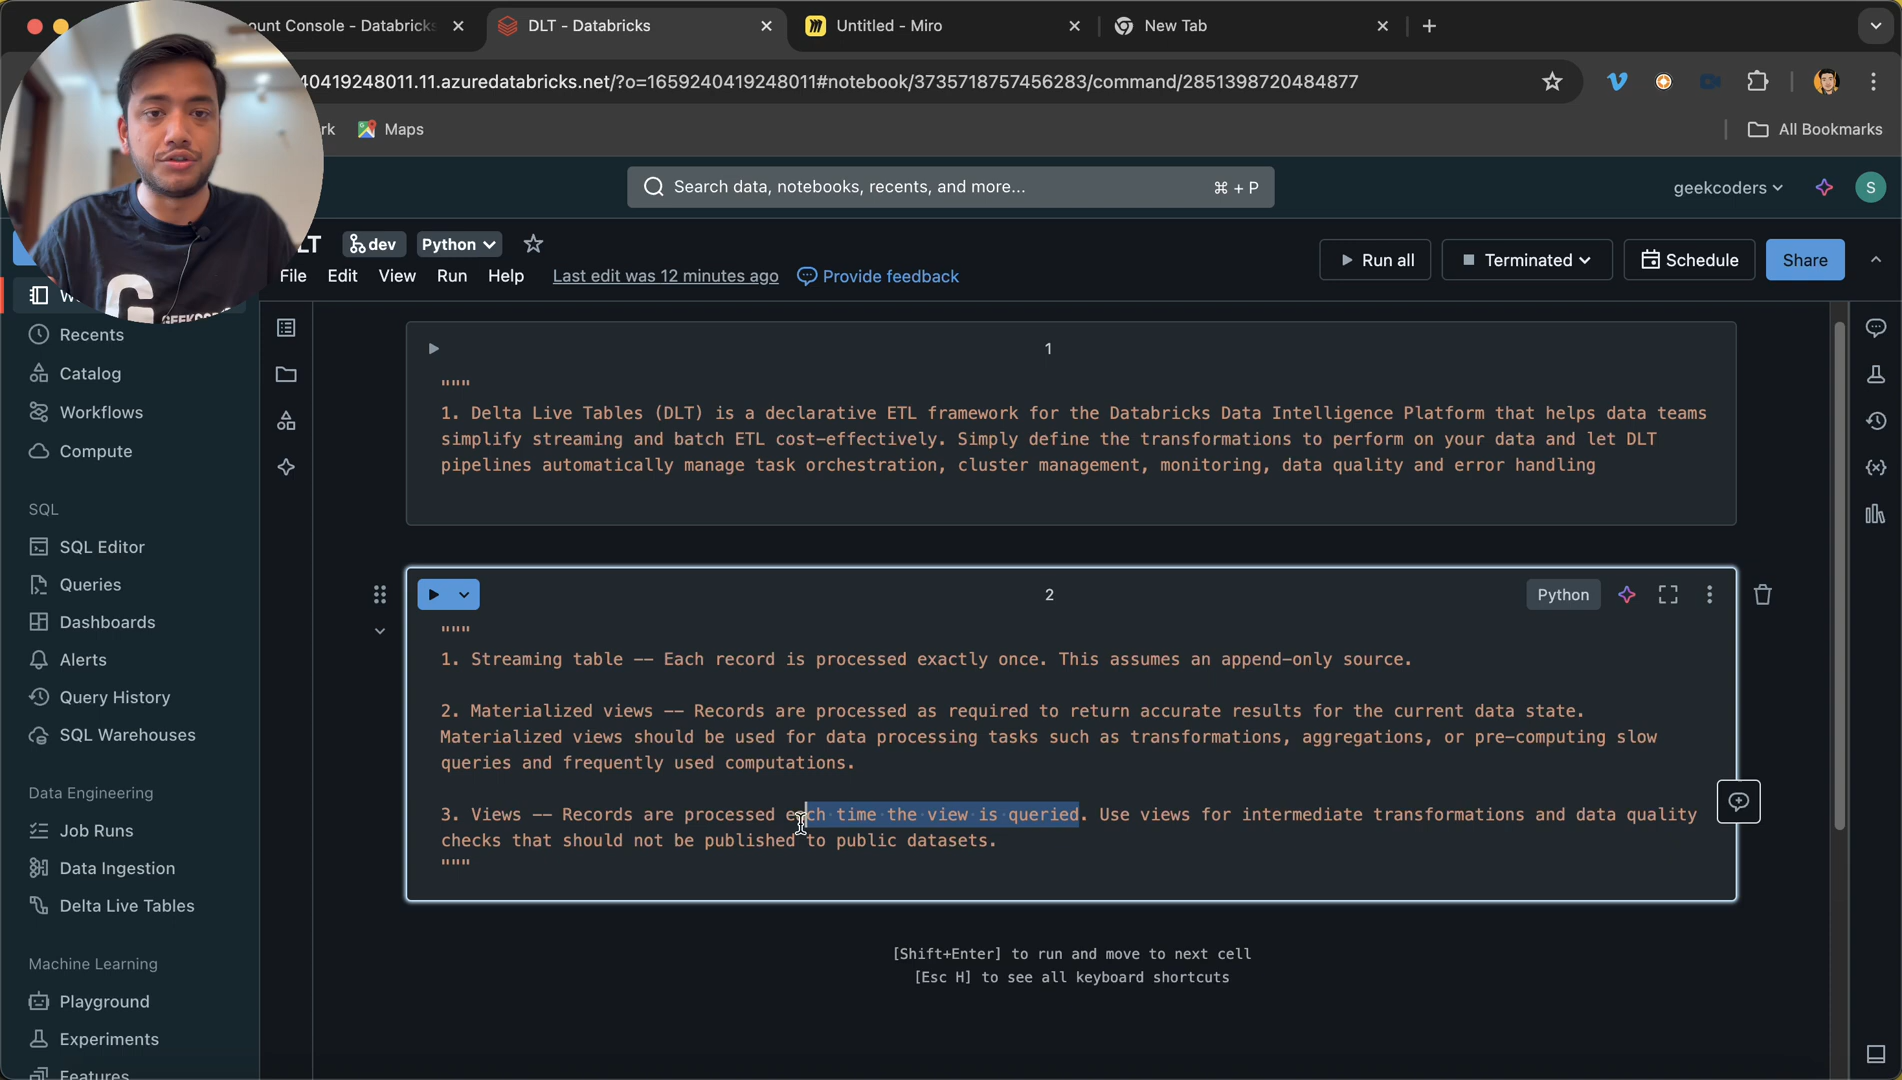 ount Console - Databricks
DLT - Databricks
Untitled - Miro
New Tab
40419248011.11.azuredatabricks.net/?o=1659240419248011#notebook/3735718757456283/command/2851398720484877
rk
Maps
All Bookmarks
Search data, notebooks, recents, and more...
⌘ + P
geekcoders
S
LT
dev
Python
File
Edit
View
Run
Help
Last edit was 12 minutes ago
Provide feedback
Run all
Terminated
Schedule
Share
G
GEEKCOD
Recents
Catalog
Workflows
Compute
SQL
SQL Editor
Queries
Dashboards
Alerts
Query History
SQL Warehouses
Data Engineering
Job Runs
Data Ingestion
Delta Live Tables
Machine Learning
Playground
Experiments
Features
1
"""
1. Delta Live Tables (DLT) is a declarative ETL framework for the Databricks Data Intelligence Platform that helps data teams
simplify streaming and batch ETL cost-effectively. Simply define the transformations to perform on your data and let DLT
pipelines automatically manage task orchestration, cluster management, monitoring, data quality and error handling
2
Python
"""
1. Streaming table -- Each record is processed exactly once. This assumes an append-only source.
2. Materialized views -- Records are processed as required to return accurate results for the current data state.
Materialized views should be used for data processing tasks such as transformations, aggregations, or pre-computing slow
queries and frequently used computations.
3. Views -- Records are processed each time the view is queried. Use views for intermediate transformations and data quality
checks that should not be published to public datasets.
"""
[Shift+Enter] to run and move to next cell
[Esc H] to see all keyboard shortcuts